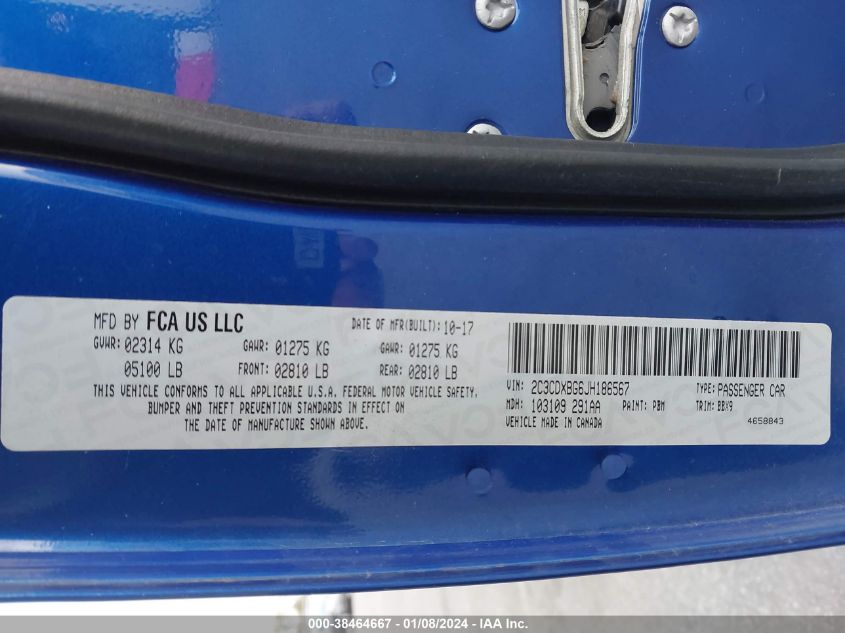 MFD BY FCA US LLC DATE OF MFR(BUILT): 10-17
GVWR: 02314 KG GAWR: 01275 KG GAWR: 01275 KG
05100 LB FRONT: 02810 LB REAR: 02810 LB
THIS VEHICLE CONFORMS TO ALL APPLICABLE U.S.A. FEDERAL MOTOR VEHICLE SAFETY,
BUMPER AND THEFT PREVENTION STANDARDS IN EFFECT ON
THE DATE OF MANUFACTURE SHOWN ABOVE.
VIN: 2C3CDXBG6JH186567 TYPE: PASSENGER CAR
MDH: 103109 291AA PAINT: PBM TRIM: BBX9
VEHICLE MADE IN CANADA 4658843
000-38464667 - 01/08/2024 - IAA Inc.